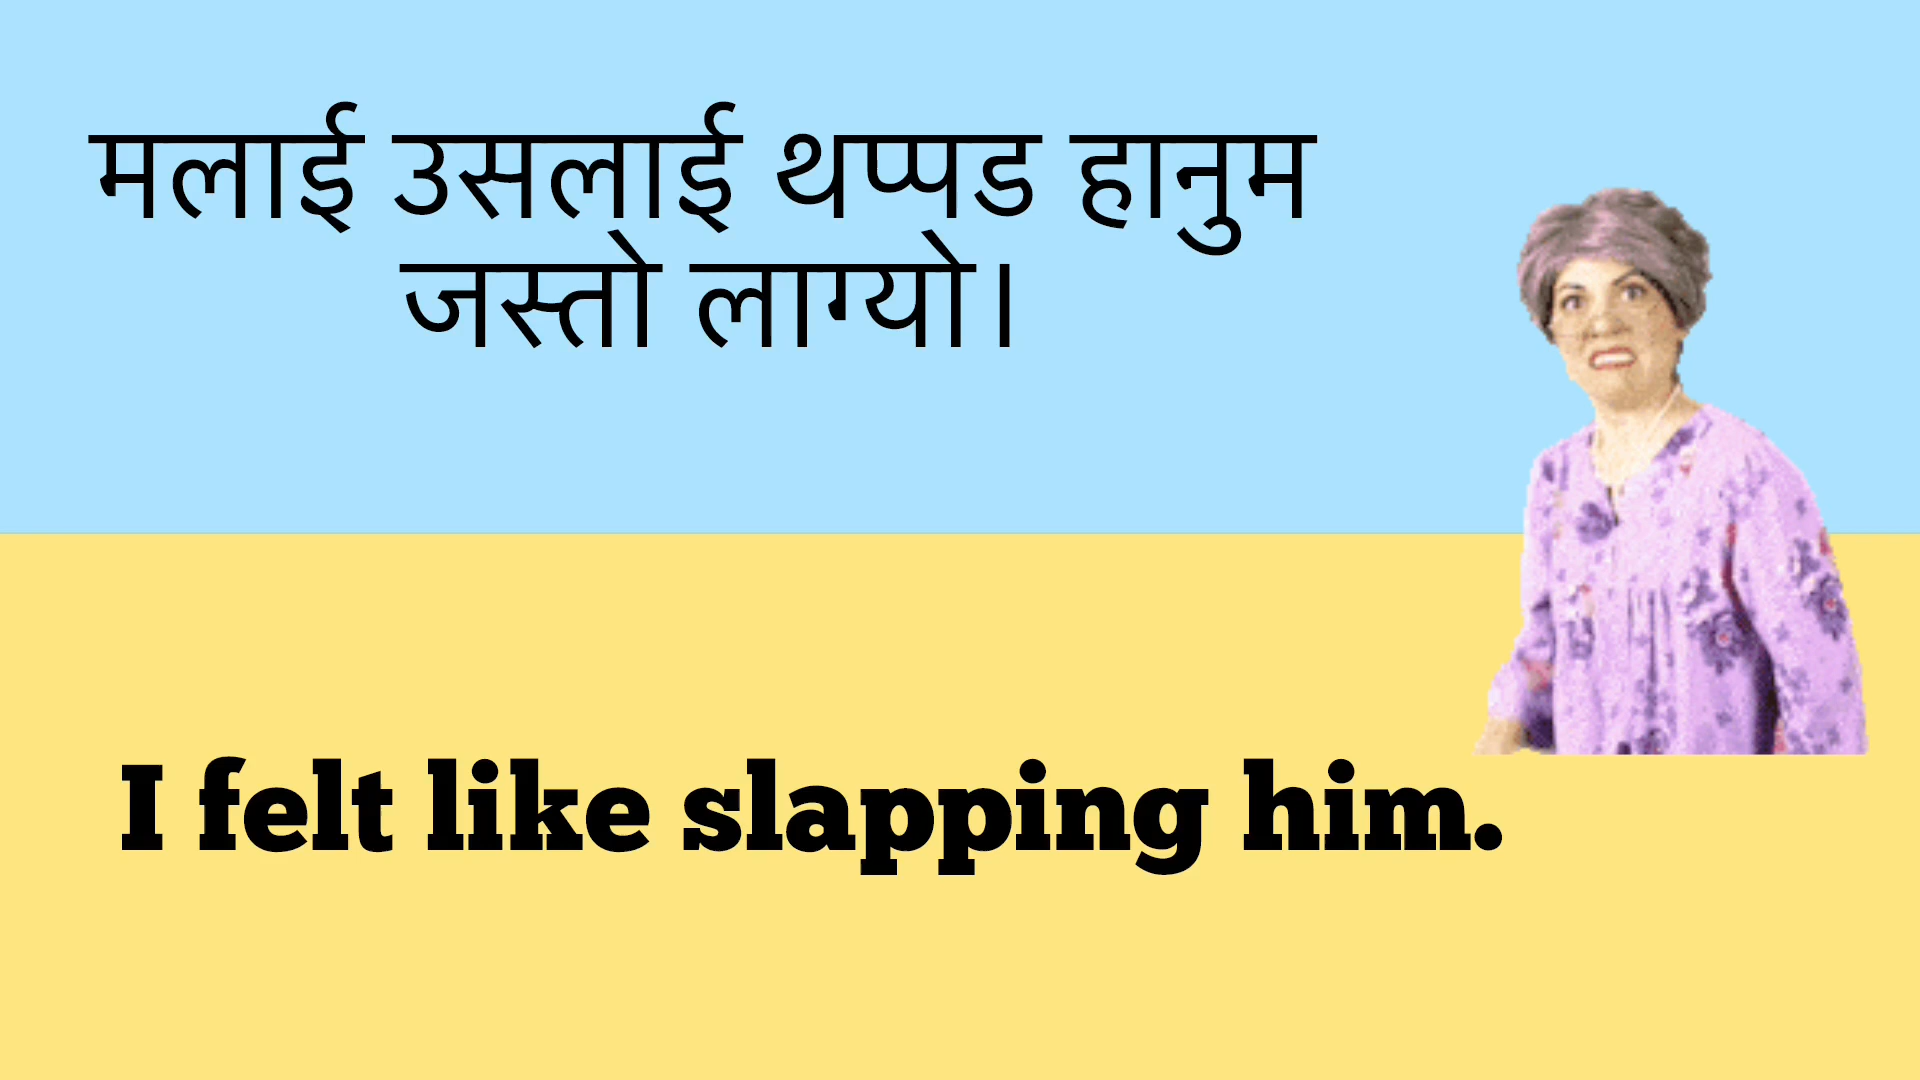 मलाई उसलाई थप्पड हानुम
जस्तो लाग्यो।
I felt like slapping him.